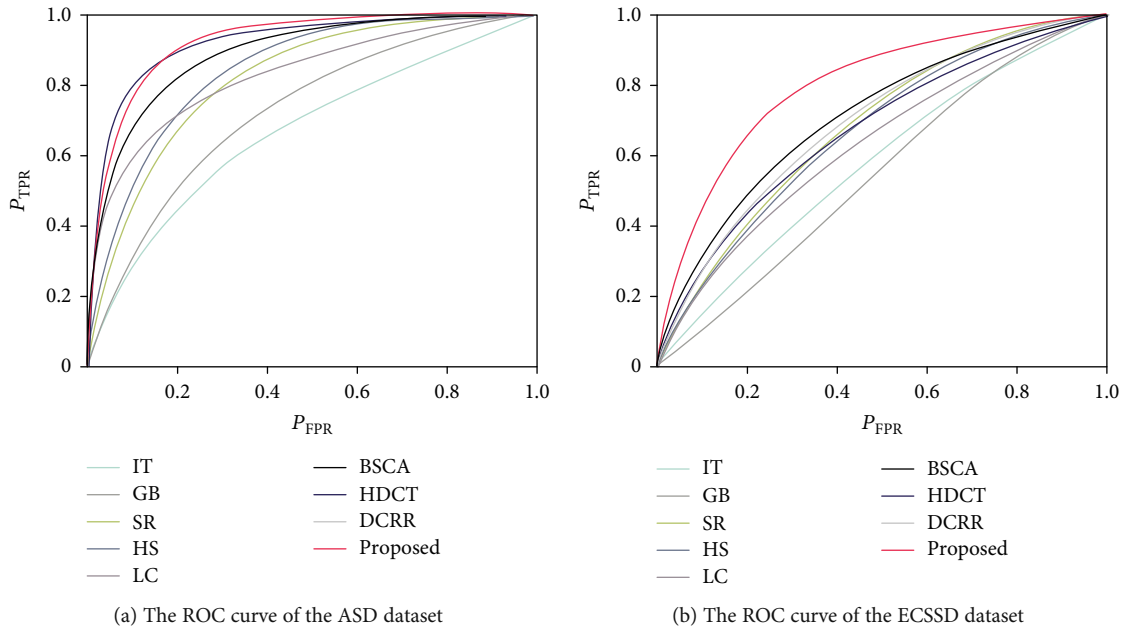 1.0
0.8
0.6
0.4
0.2
0
P_TPR
0.2 0.4 0.6 0.8 1.0
P_FPR
IT
GB
SR
HS
LC
BSCA
HDCT
DCRR
Proposed
(a) The ROC curve of the ASD dataset
1.0
0.8
0.6
0.4
0.2
0
P_TPR
0.2 0.4 0.6 0.8 1.0
P_FPR
IT
GB
SR
HS
LC
BSCA
HDCT
DCRR
Proposed
(b) The ROC curve of the ECSSD dataset